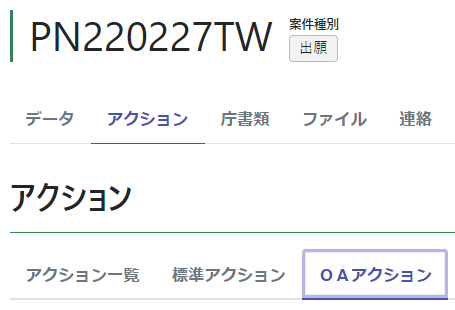 PN220227TW 案件種別
出願
データ アクション 庁書類 ファイル 連絡
アクション
アクション一覧 標準アクション OAアクション